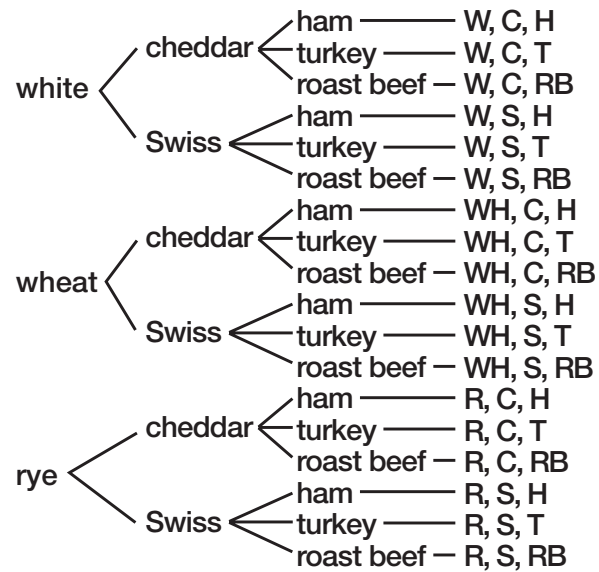 ham W, C, H
cheddar turkey W, C, T
roast beef W, C, RB
white
ham W, S, H
Swiss turkey W, S, T
roast beef W, S, RB
ham WH, C, H
cheddar turkey WH, C, T
roast beef WH, C, RB
wheat
ham WH, S, H
Swiss turkey WH, S, T
roast beef WH, S, RB
ham R, C, H
cheddar turkey R, C, T
roast beef R, C, RB
rye
ham R, S, H
Swiss turkey R, S, T
roast beef R, S, RB